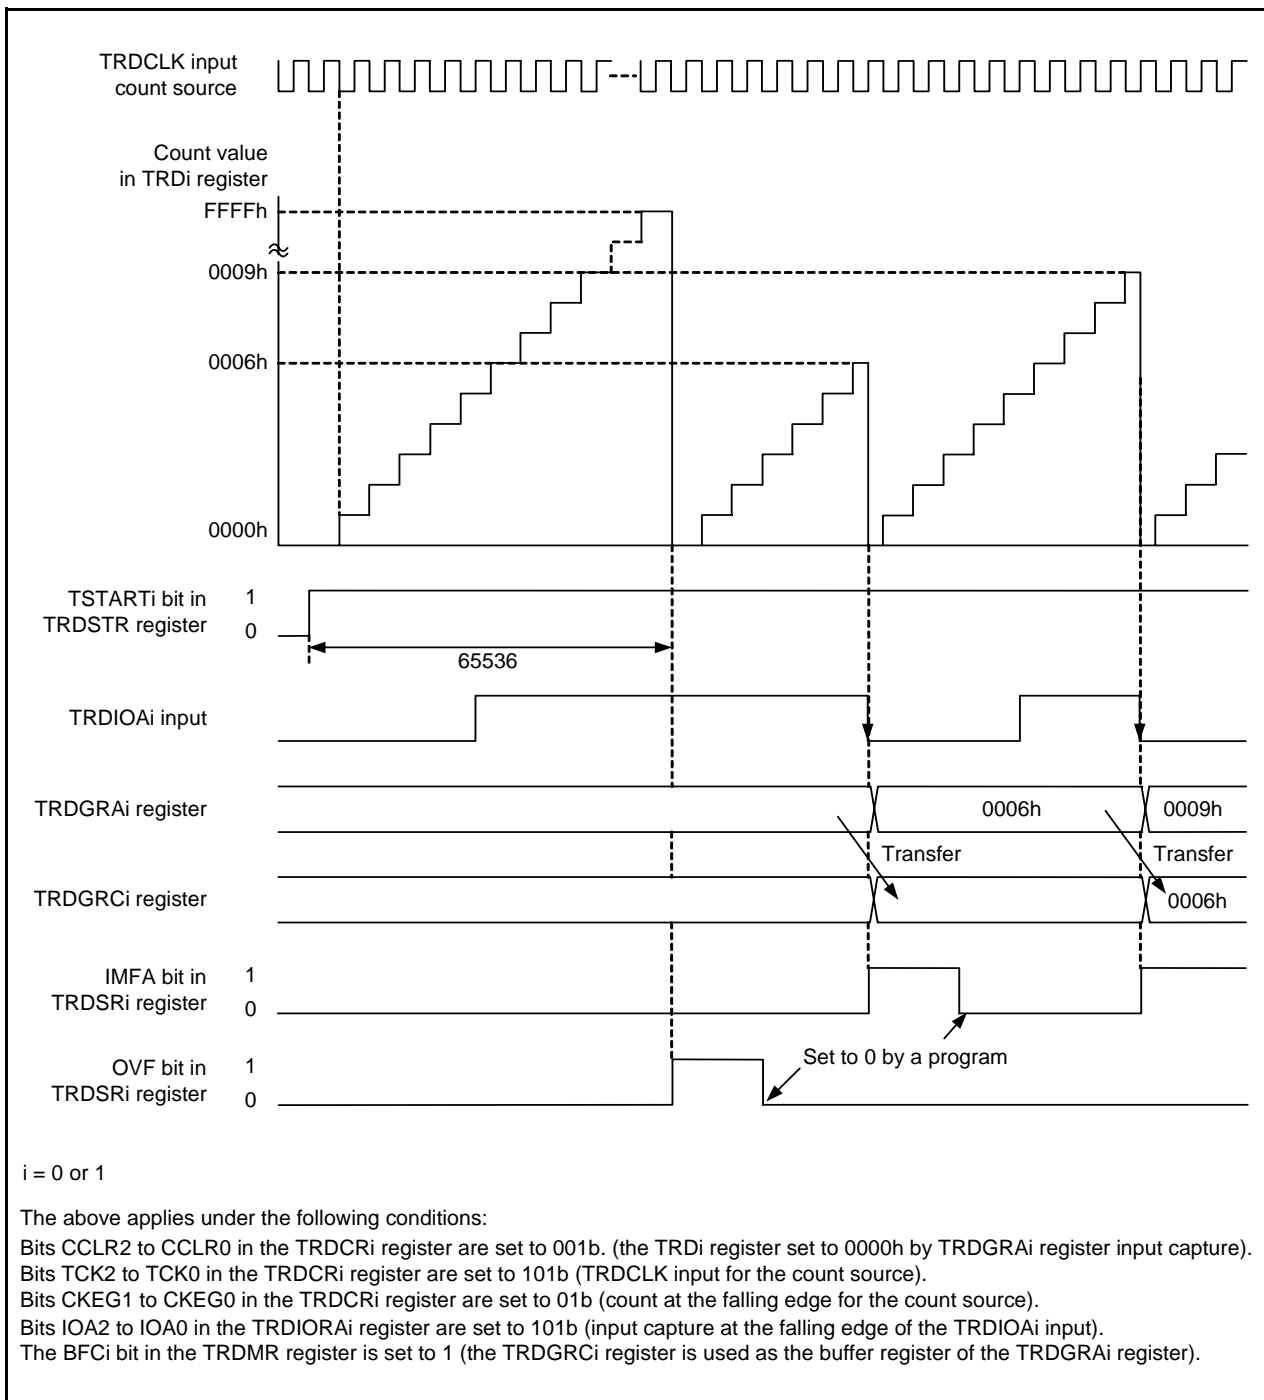 TRDCLK input
count source
Count value
in TRDi register
FFFFh
0009h
0006h
0000h
TSTARTi bit in
TRDSTR register
1
0
65536
TRDIOAi input
TRDGRAi register
0006h
0009h
Transfer
Transfer
TRDGRCi register
0006h
IMFA bit in
TRDSRi register
1
0
Set to 0 by a program
OVF bit in
TRDSRi register
1
0
i = 0 or 1
The above applies under the following conditions:
Bits CCLR2 to CCLR0 in the TRDCRi register are set to 001b. (the TRDi register set to 0000h by TRDGRAi register input capture).
Bits TCK2 to TCK0 in the TRDCRi register are set to 101b (TRDCLK input for the count source).
Bits CKEG1 to CKEG0 in the TRDCRi register are set to 01b (count at the falling edge for the count source).
Bits IOA2 to IOA0 in the TRDIORAi register are set to 101b (input capture at the falling edge of the TRDIOAi input).
The BFCi bit in the TRDMR register is set to 1 (the TRDGRCi register is used as the buffer register of the TRDGRAi register).